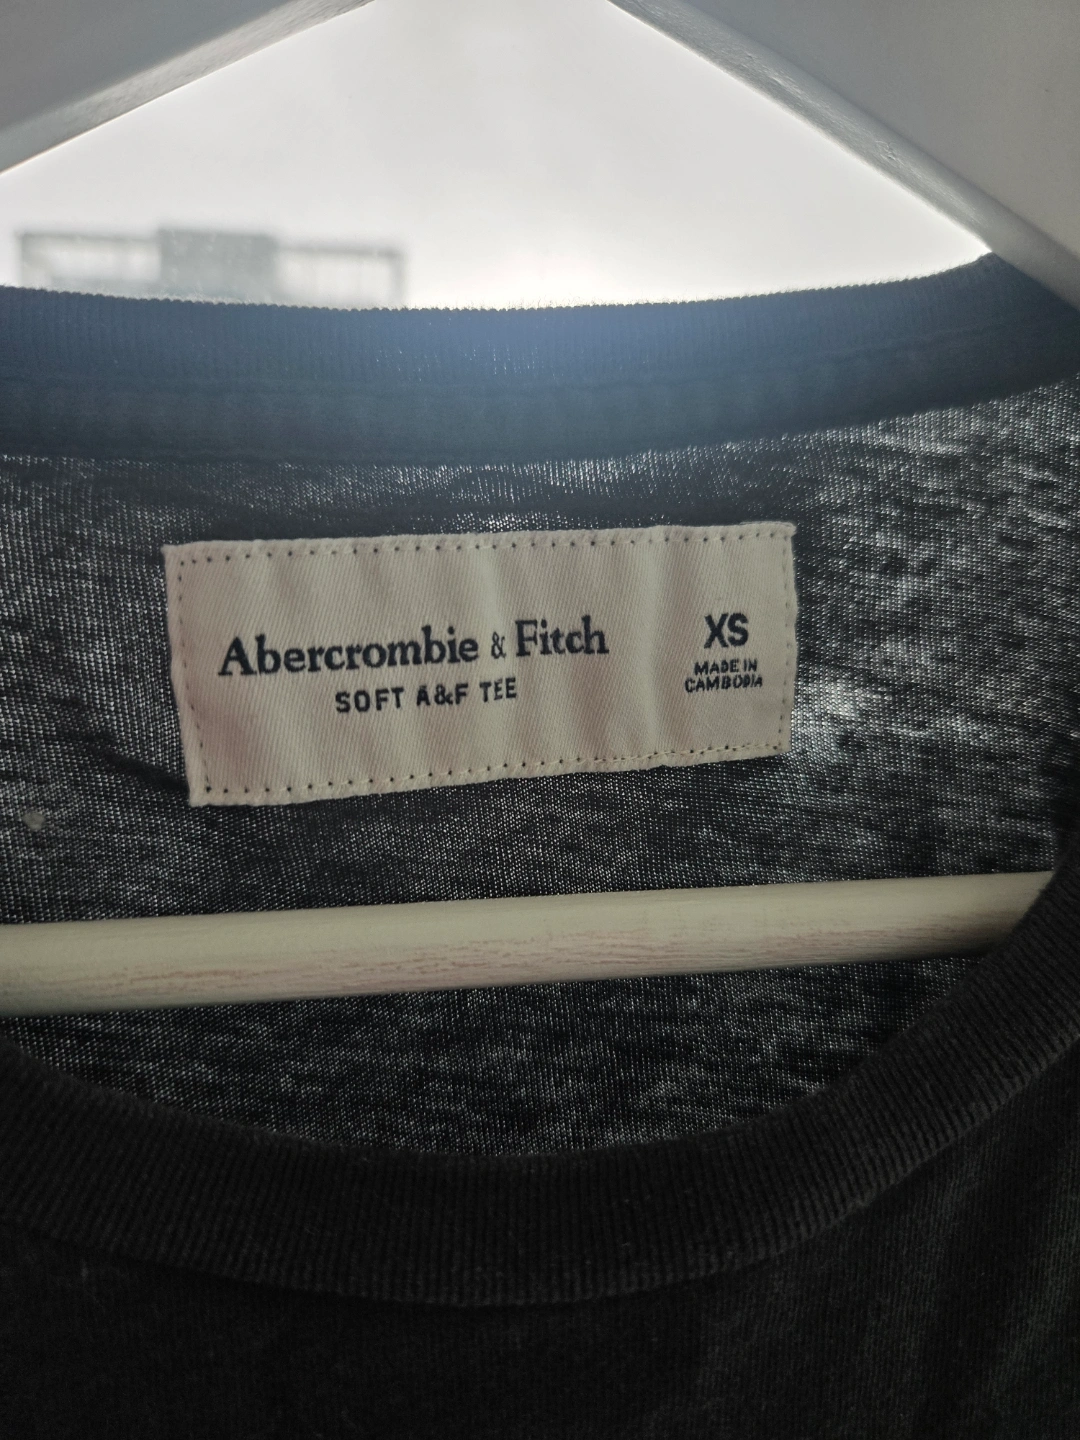 Abercrombie & Fitch
SOFT A&F TEE
XS
MADE IN
CAMBODIA